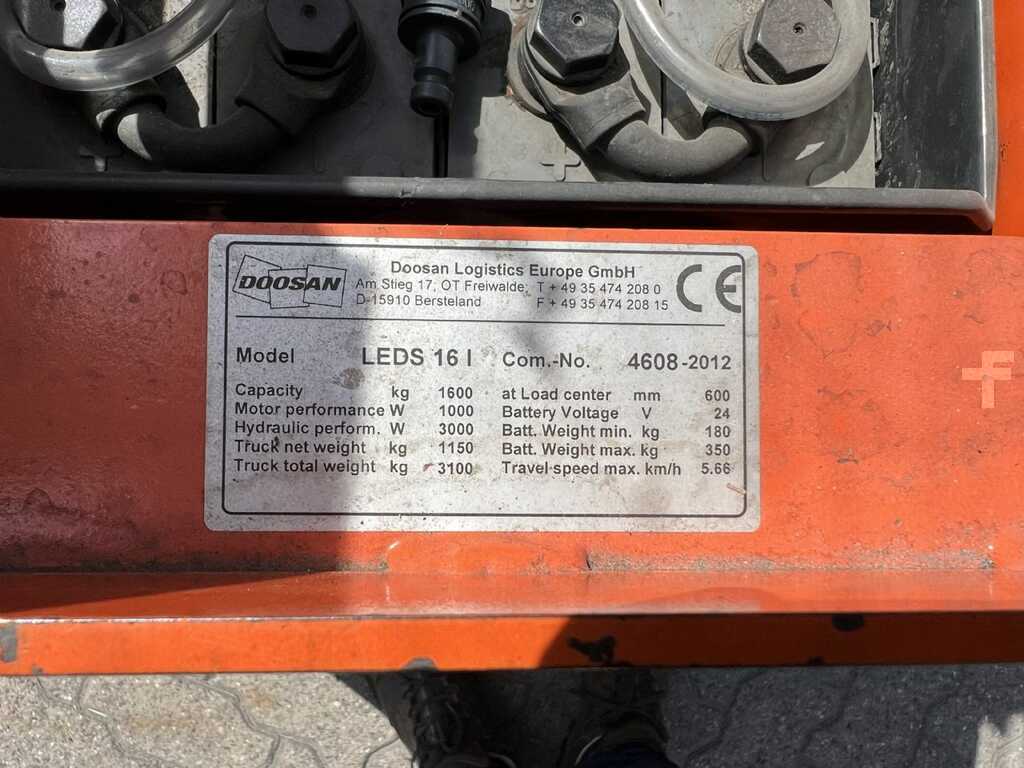 DOOSAN
Doosan Logistics Europe GmbH
Am Stieg 17, OT Freiwalde; T + 49 35 474 208 0
D-15910 Bersteland F + 49 35 474 208 15
CE
Model LEDS 16 I Com.-No. 4608-2012
Capacity kg 1600 at Load center mm 600
Motor performance W 1000 Battery Voltage V 24
Hydraulic perform. W 3000 Batt. Weight min. kg 180
Truck net weight kg 1150 Batt. Weight max. kg 350
Truck total weight kg 3100 Travel speed max. km/h 5.66